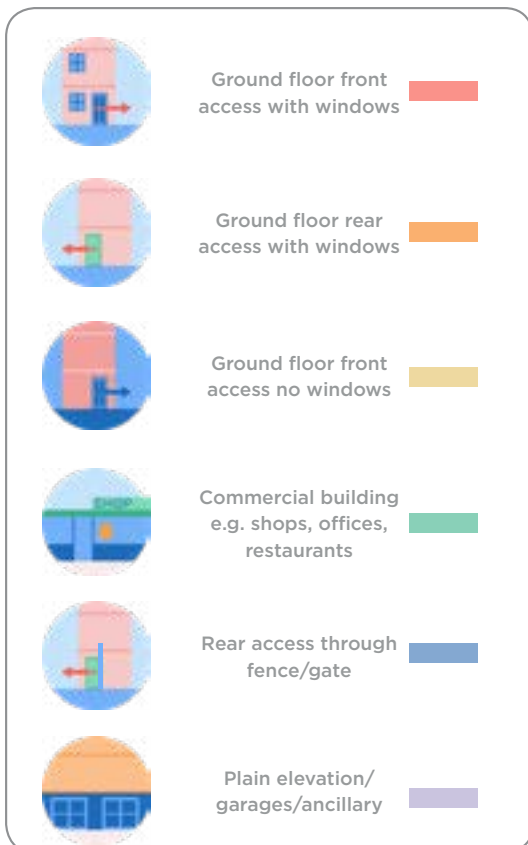 Ground floor front
access with windows
Ground floor rear
access with windows
Ground floor front
access no windows
SHOP
Commercial building
e.g. shops, offices,
restaurants
Rear access through
fence/gate
Plain elevation/
garages/ancillary